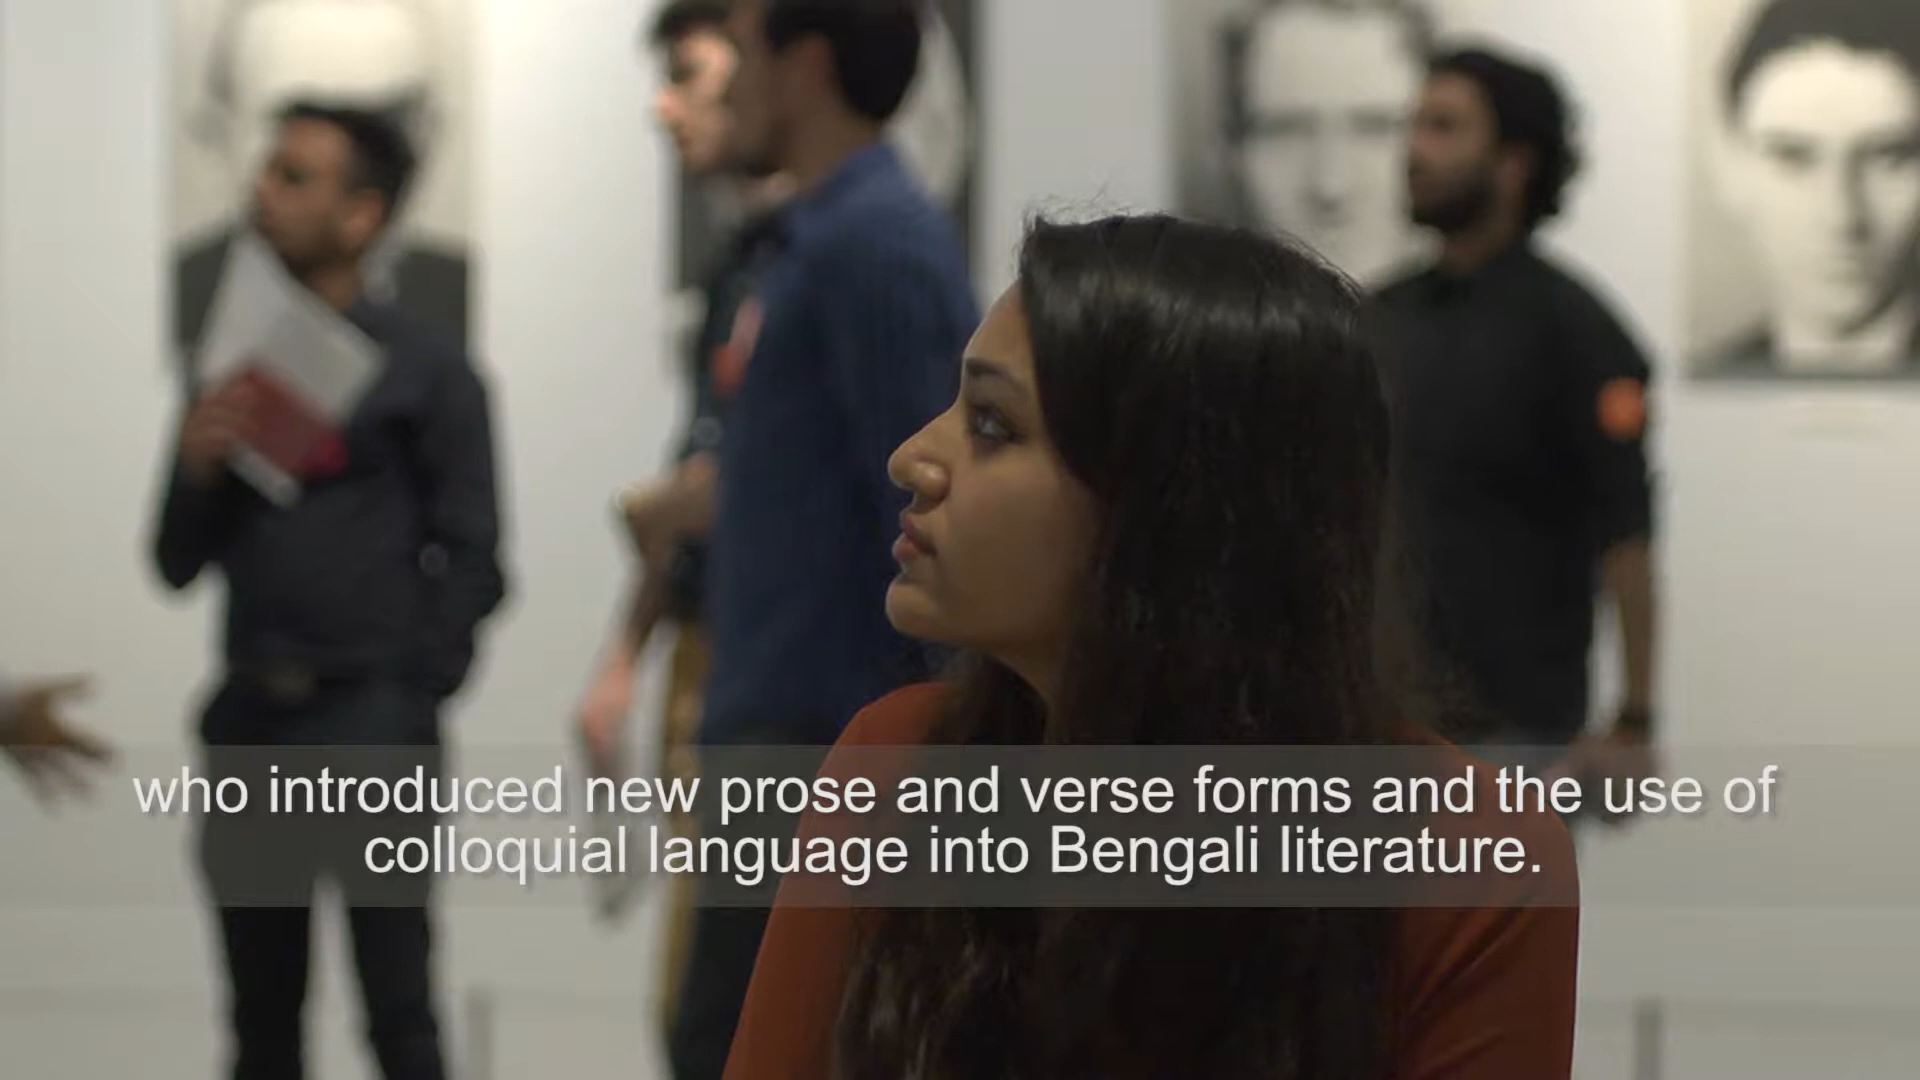 who introduced new prose and verse forms and the use of
colloquial language into Bengali literature.